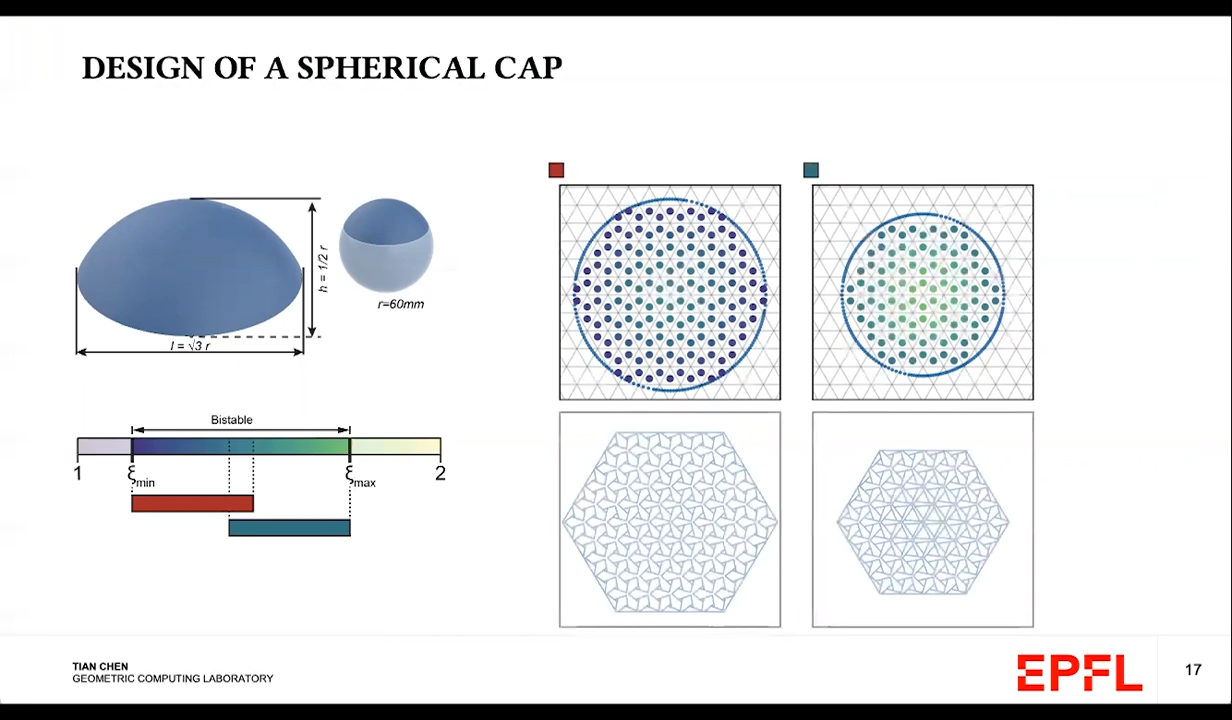 DESIGN OF A SPHERICAL CAP
h = 1/2 r
r=60mm
l = √3 r
Bistable
1
ξmin
ξmax
2
TIAN CHEN
GEOMETRIC COMPUTING LABORATORY
EPFL
17